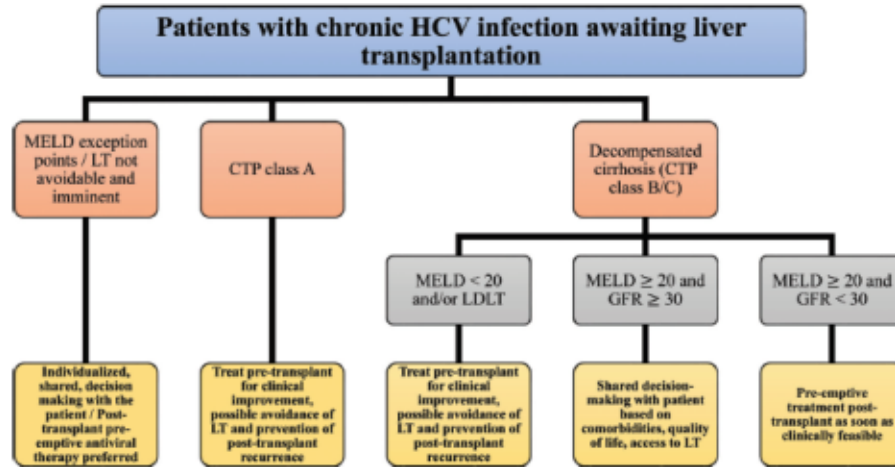 Patients with chronic HCV infection awaiting liver
transplantation
MELD exception
points / LT not
avoidable and
imminent
CTP class A
Decompensated
cirrhosis (CTP
class B/C)
MELD < 20
and/or LDLT
MELD ≥ 20 and
GFR ≥ 30
MELD ≥ 20 and
GFR < 30
Individualized,
shared, decision
making with the
patient / Post-
transplant pre-
emptive antiviral
therapy preferred
Treat pre-transplant
for clinical
improvement,
possible avoidance of
LT and prevention of
post-transplant
recurrence
Treat pre-transplant
for clinical
improvement,
possible avoidance of
LT and prevention of
post-transplant
recurrence
Shared decision-
making with patient
based on
comorbidities, quality
of life, access to LT
Pre-emptive
treatment post-
transplant as soon as
clinically feasible